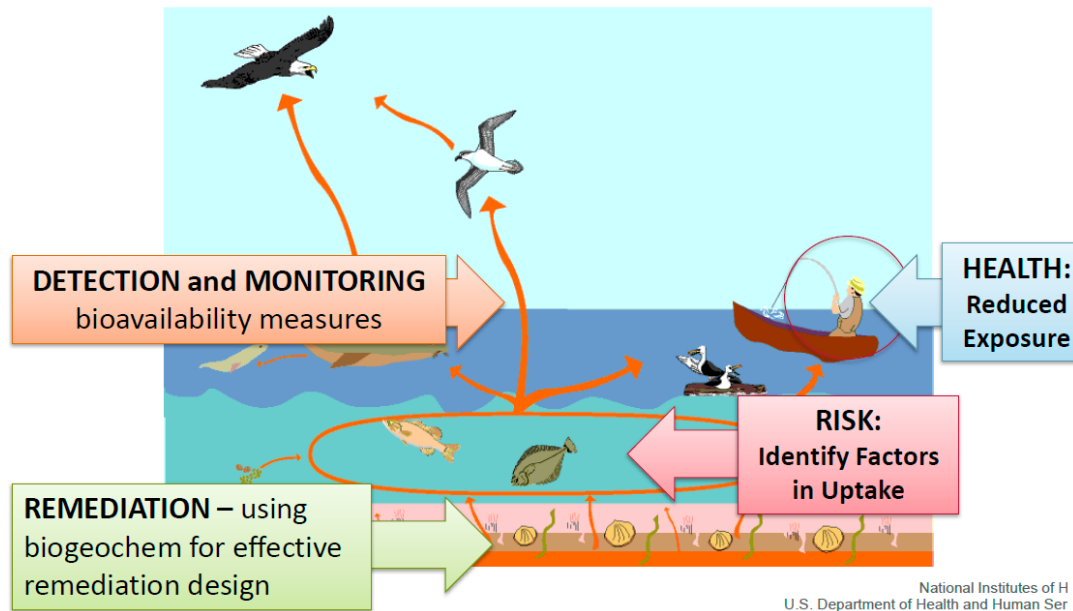 DETECTION and MONITORING
bioavailability measures
HEALTH:
Reduced
Exposure
RISK:
Identify Factors
in Uptake
REMEDIATION – using
biogeochem for effective
remediation design
National Institutes of H
U.S. Department of Health and Human Ser